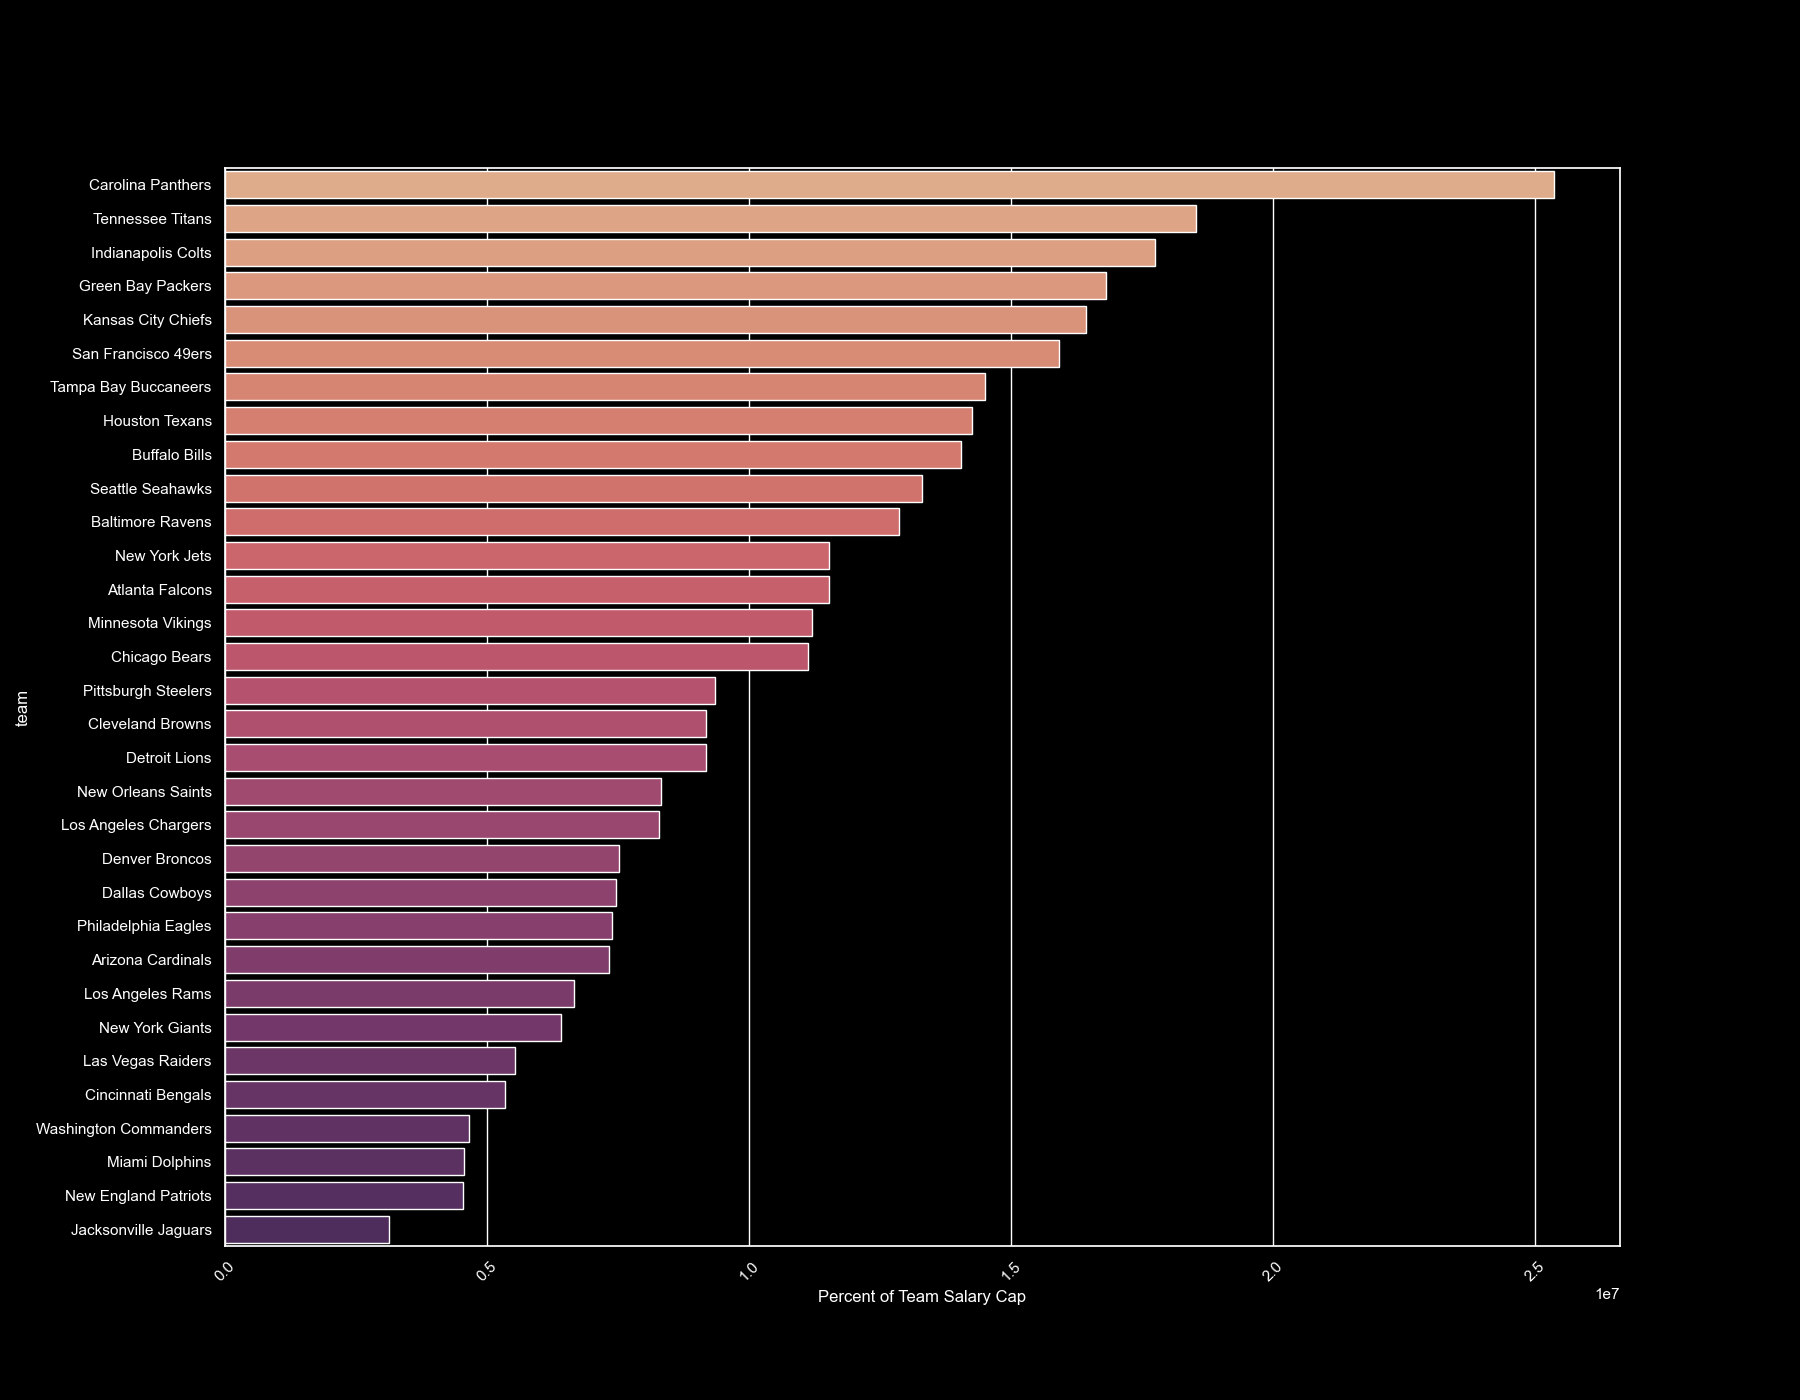 Carolina Panthers
Tennessee Titans
Indianapolis Colts
Green Bay Packers
Kansas City Chiefs
San Francisco 49ers
Tampa Bay Buccaneers
Houston Texans
Buffalo Bills
Seattle Seahawks
Baltimore Ravens
New York Jets
Atlanta Falcons
Minnesota Vikings
Chicago Bears
Pittsburgh Steelers
Cleveland Browns
Detroit Lions
New Orleans Saints
Los Angeles Chargers
Denver Broncos
Dallas Cowboys
Philadelphia Eagles
Arizona Cardinals
Los Angeles Rams
New York Giants
Las Vegas Raiders
Cincinnati Bengals
Washington Commanders
Miami Dolphins
New England Patriots
Jacksonville Jaguars
team
0.0 0.5 1.0 1.5 2.0 2.5
1e7
Percent of Team Salary Cap